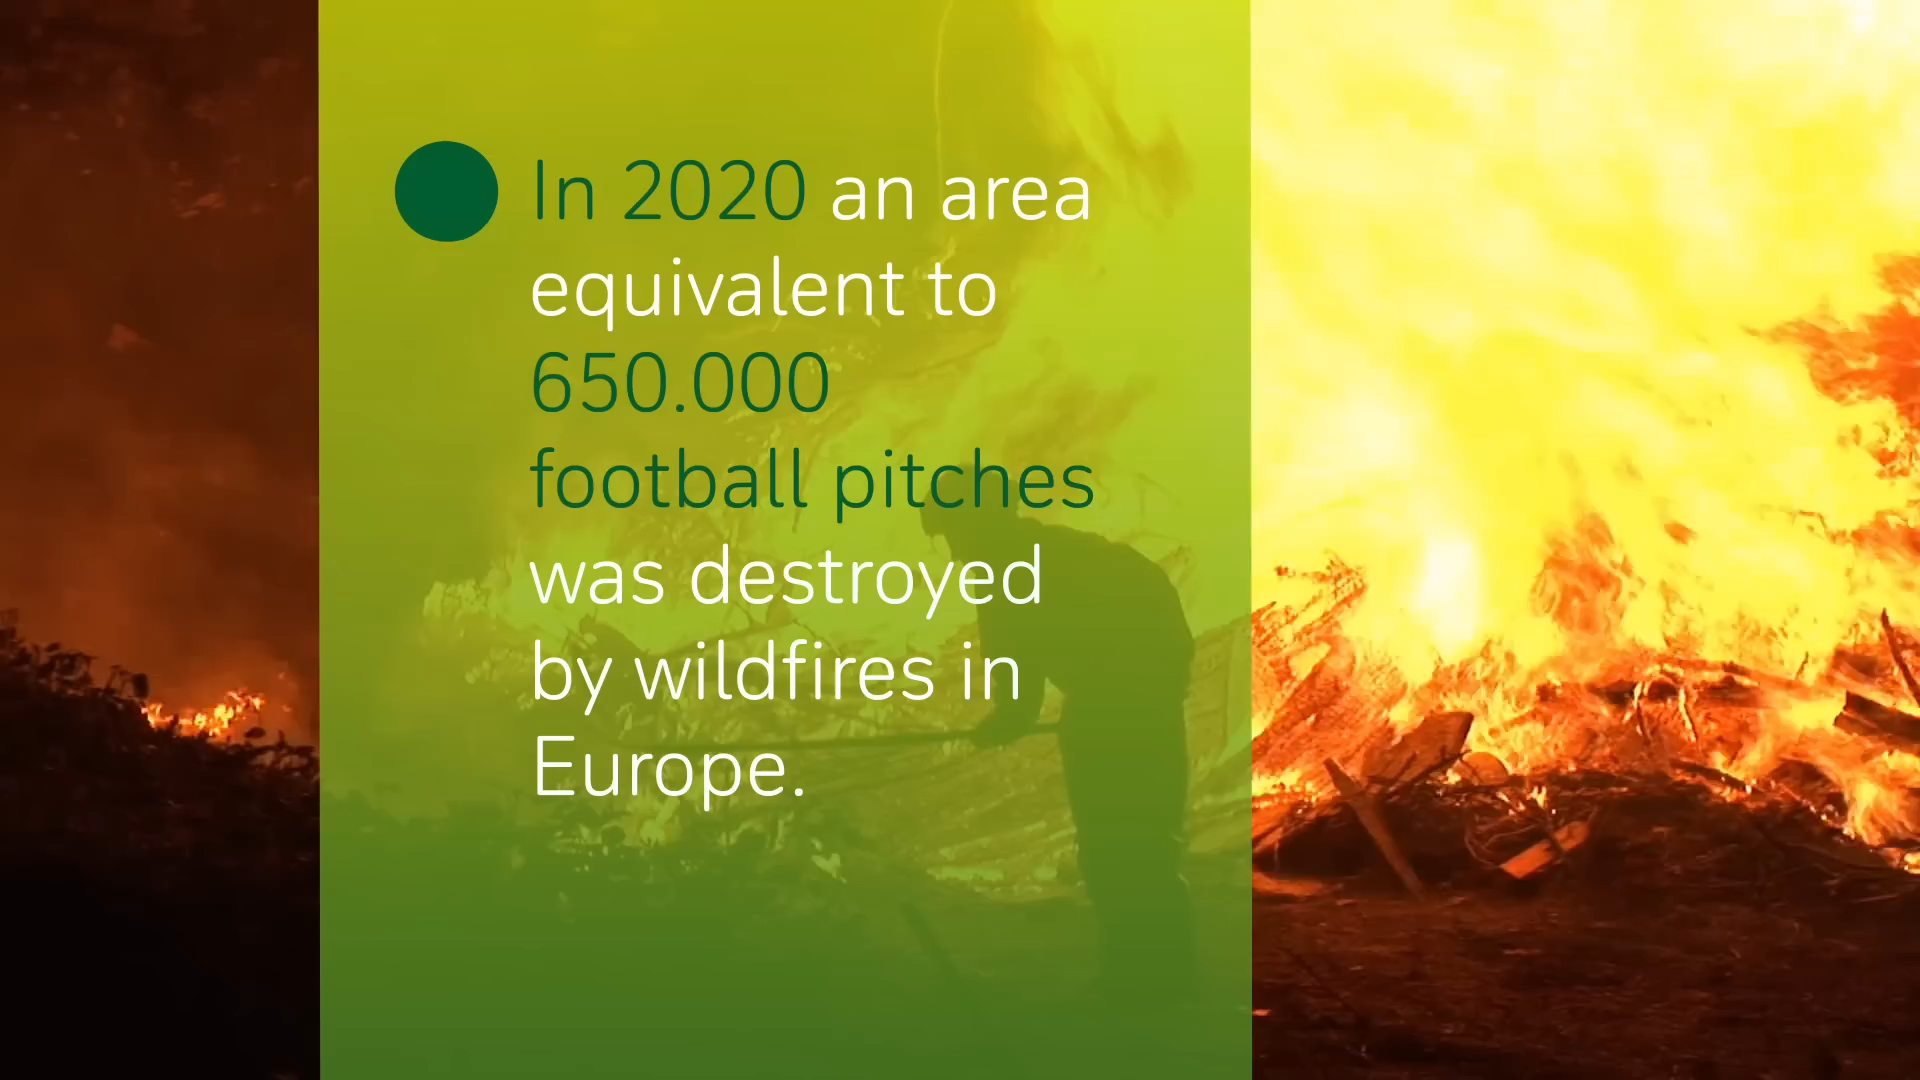 In 2020 an area
equivalent to
650.000
football pitches
was destroyed
by wildfires in
Europe.